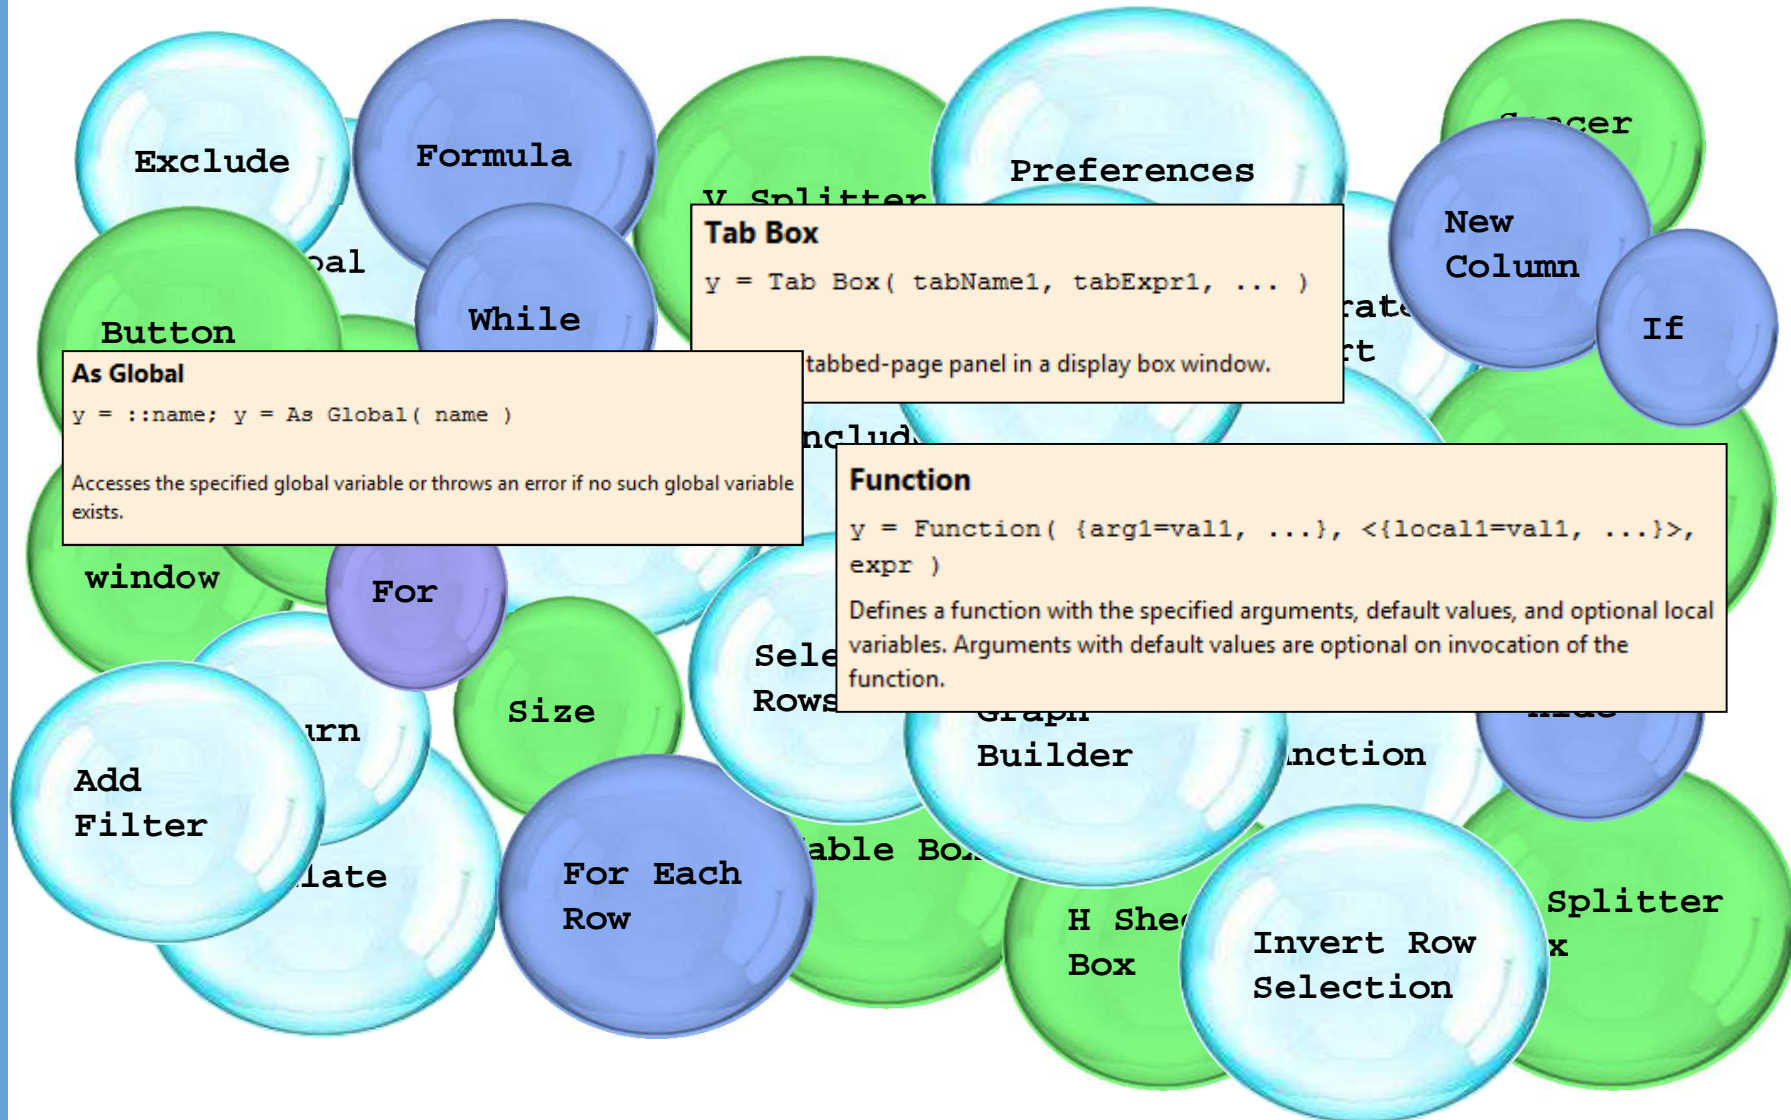 Exclude
Formula
Preferences
V Splitter
New
Column
If
Button
While
Tab Box
y = Tab Box( tabName1, tabExpr1, ... )
tabbed-page panel in a display box window.
As Global
y = ::name; y = As Global( name )
Accesses the specified global variable or throws an error if no such global variable
exists.
Function
y = Function( {arg1=val1, ...}, <{local1=val1, ...}>,
expr )
Defines a function with the specified arguments, default values, and optional local
variables. Arguments with default values are optional on invocation of the
function.
window
For
Size
Rows
Graph
Builder
Add
Filter
For Each
Row
Box
H
Box
Invert Row
Selection
Splitter